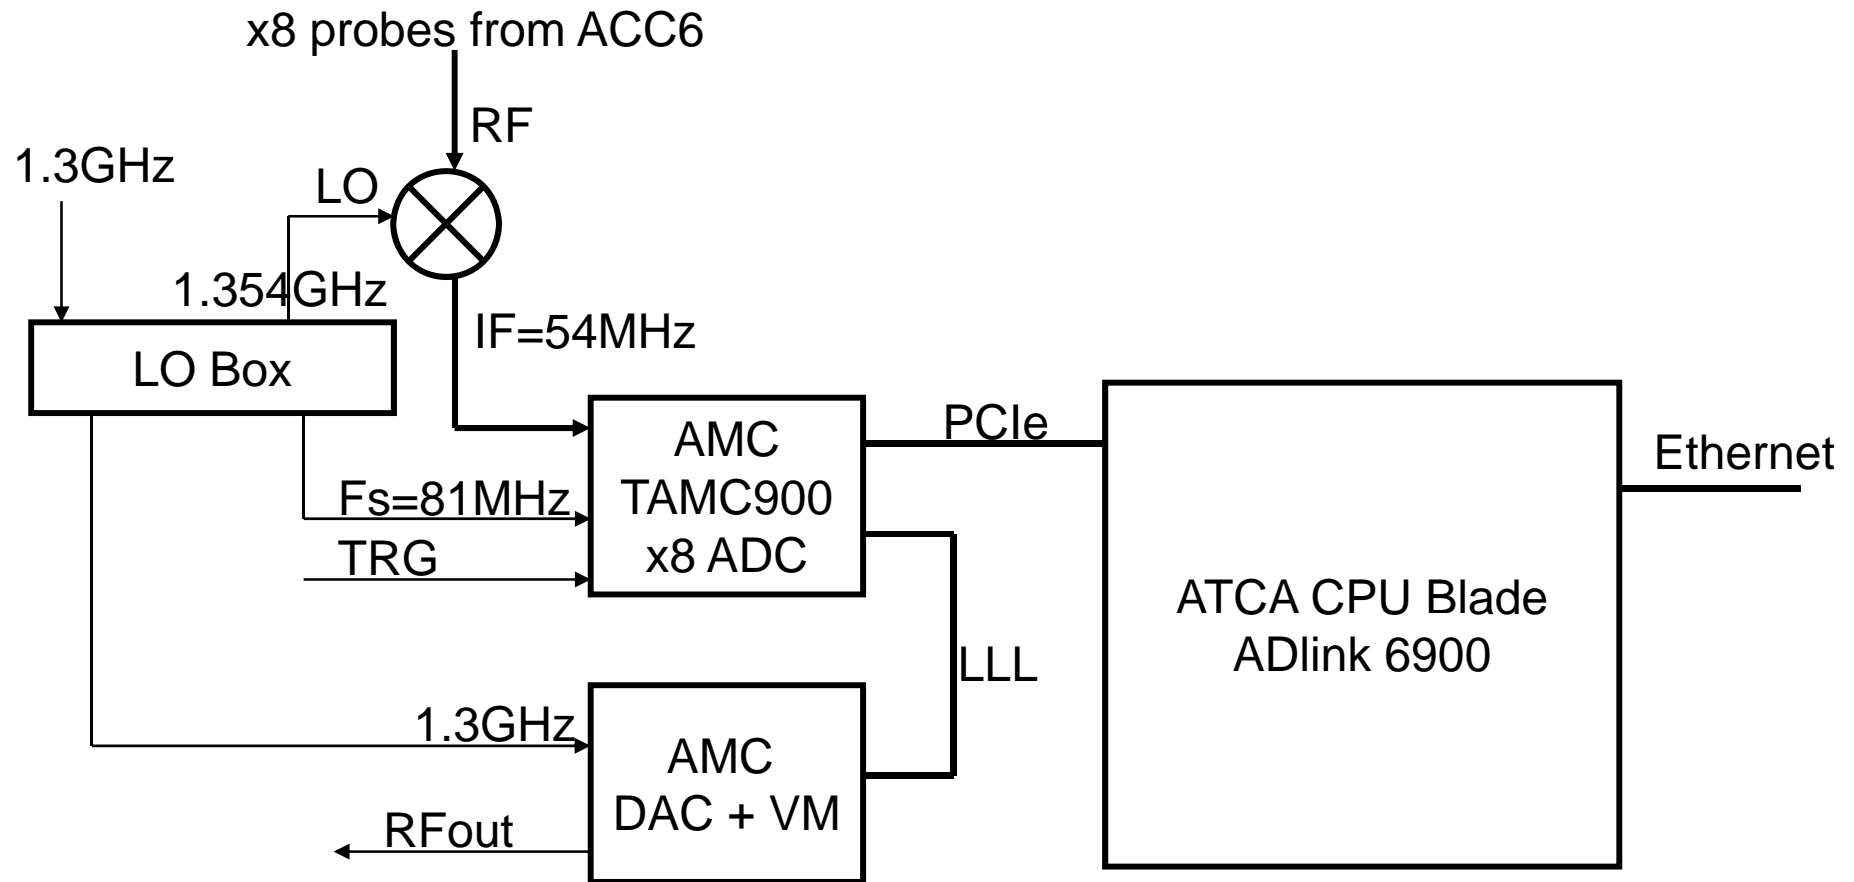 x8 probes from ACC6
RF
1.3GHz
LO
1.354GHz
IF=54MHz
LO Box
AMC
TAMC900
x8 ADC
PCIe
Ethernet
Fs=81MHz
TRG
ATCA CPU Blade
ADlink 6900
LLL
1.3GHz
AMC
DAC + VM
RFout